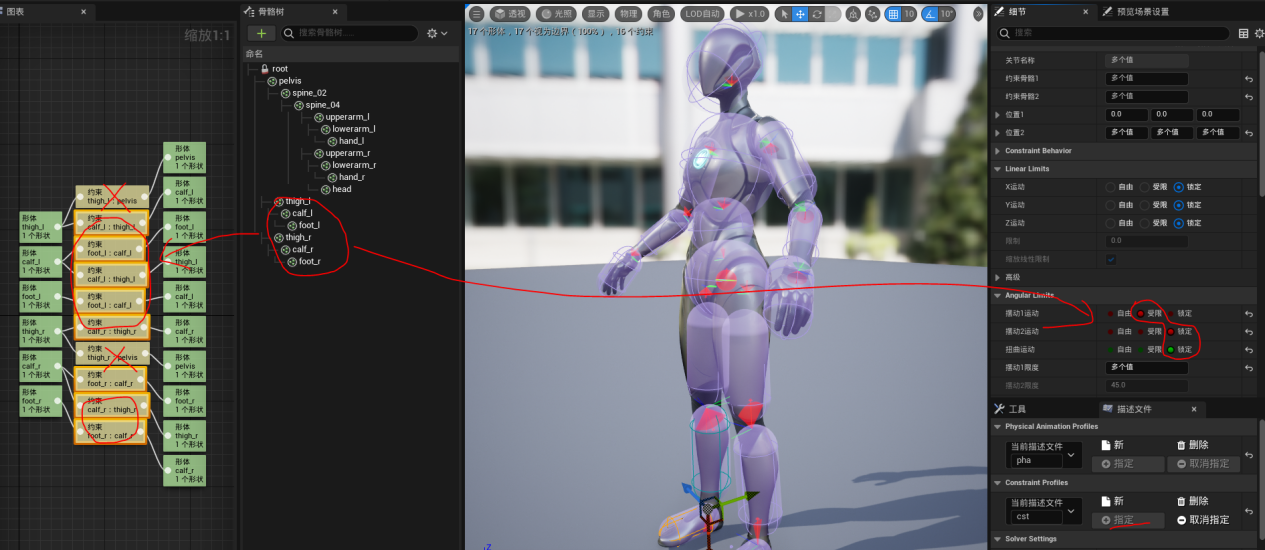 图表
缩放1:1
形体
pelvis
1 个形状
形体
calf_l
1 个形状
约束
thigh_l : pelvis
形体
thigh_l
1 个形状
约束
calf_l : thigh_l
形体
foot_l
1 个形状
约束
foot_l : calf_l
形体
calf_l
1 个形状
形体
thigh_l
1 个形状
约束
calf_l : thigh_l
形体
foot_l
1 个形状
约束
foot_l : calf_l
形体
calf_l
1 个形状
形体
thigh_r
1 个形状
约束
calf_r : thigh_r
形体
foot_r
1 个形状
约束
thigh_r : pelvis
形体
calf_r
1 个形状
形体
pelvis
1 个形状
约束
foot_r : calf_r
形体
foot_r
1 个形状
形体
calf_r
1 个形状
约束
calf_r : thigh_r
形体
thigh_r
1 个形状
约束
foot_r : calf_r
形体
calf_r
1 个形状
骨骼树
搜索骨骼树……
命名
root
pelvis
spine_02
spine_04
upperarm_l
lowerarm_l
hand_l
upperarm_r
lowerarm_r
hand_r
head
thigh_l
calf_l
foot_l
thigh_r
calf_r
foot_r
透视 光照 显示 物理 角色 LOD自动 x1.0 10 10°
17个形体，17个视为边界（100%），16个约束
Z
细节 预览场景设置
搜索
关节名称 多个值
约束骨骼1 多个值
约束骨骼2 多个值
位置1 0.0 0.0 0.0
位置2 多个值 多个值 多个值
Constraint Behavior
Linear Limits
X运动 自由 受限 锁定
Y运动 自由 受限 锁定
Z运动 自由 受限 锁定
限制 0.0
缩放线性限制
高级
Angular Limits
摆动1运动 自由 受限 锁定
摆动2运动 自由 受限 锁定
扭曲运动 自由 受限 锁定
摆动1限度 多个值
摆动2限度 45.0
工具 描述文件
Physical Animation Profiles
当前描述文件 新 删除
pha 指定 取消指定
Constraint Profiles
当前描述文件 新 删除
cst 指定 取消指定
Solver Settings